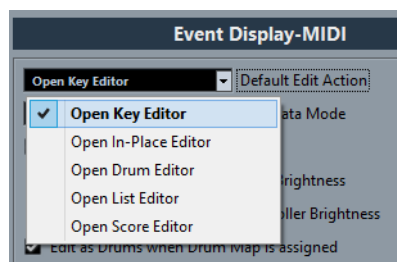 Event Display-MIDI
Open Key Editor Default Edit Action
Open Key Editor ata Mode
Open In-Place Editor
Open Drum Editor rightness
Open List Editor oller Brightness
Open Score Editor
Edit as Drums when Drum Map is assigned